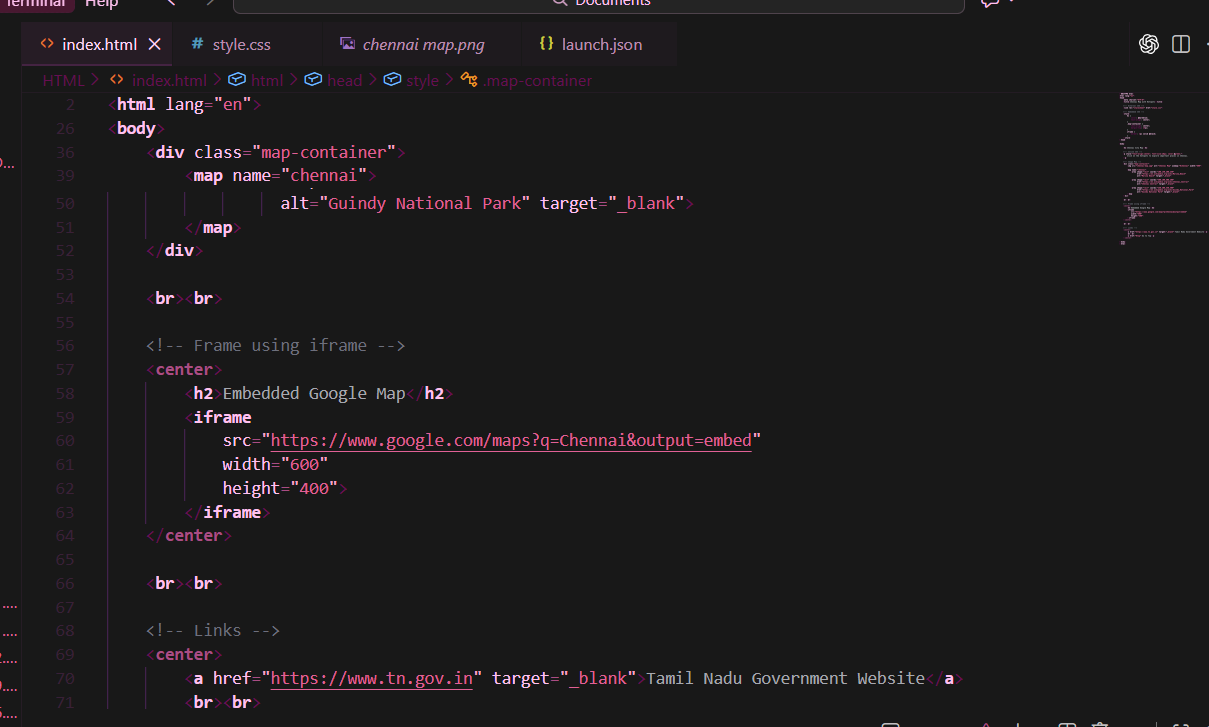 Terminal Help Documents
index.html style.css chennai map.png {} launch.json
HTML > index.html > html > head > style > .map-container
2 <html lang="en">
26 <body>
36 <div class="map-container">
39 <map name="chennai">
50 alt="Guindy National Park" target="_blank">
51 </map>
52 </div>
53
54 <br><br>
55
56 <!-- Frame using iframe -->
57 <center>
58 <h2>Embedded Google Map</h2>
59 <iframe
60 src="https://www.google.com/maps?q=Chennai&output=embed"
61 width="600"
62 height="400">
63 </iframe>
64 </center>
65
66 <br><br>
67
68 <!-- Links -->
69 <center>
70 <a href="https://www.tn.gov.in" target="_blank">Tamil Nadu Government Website</a>
71 <br><br>